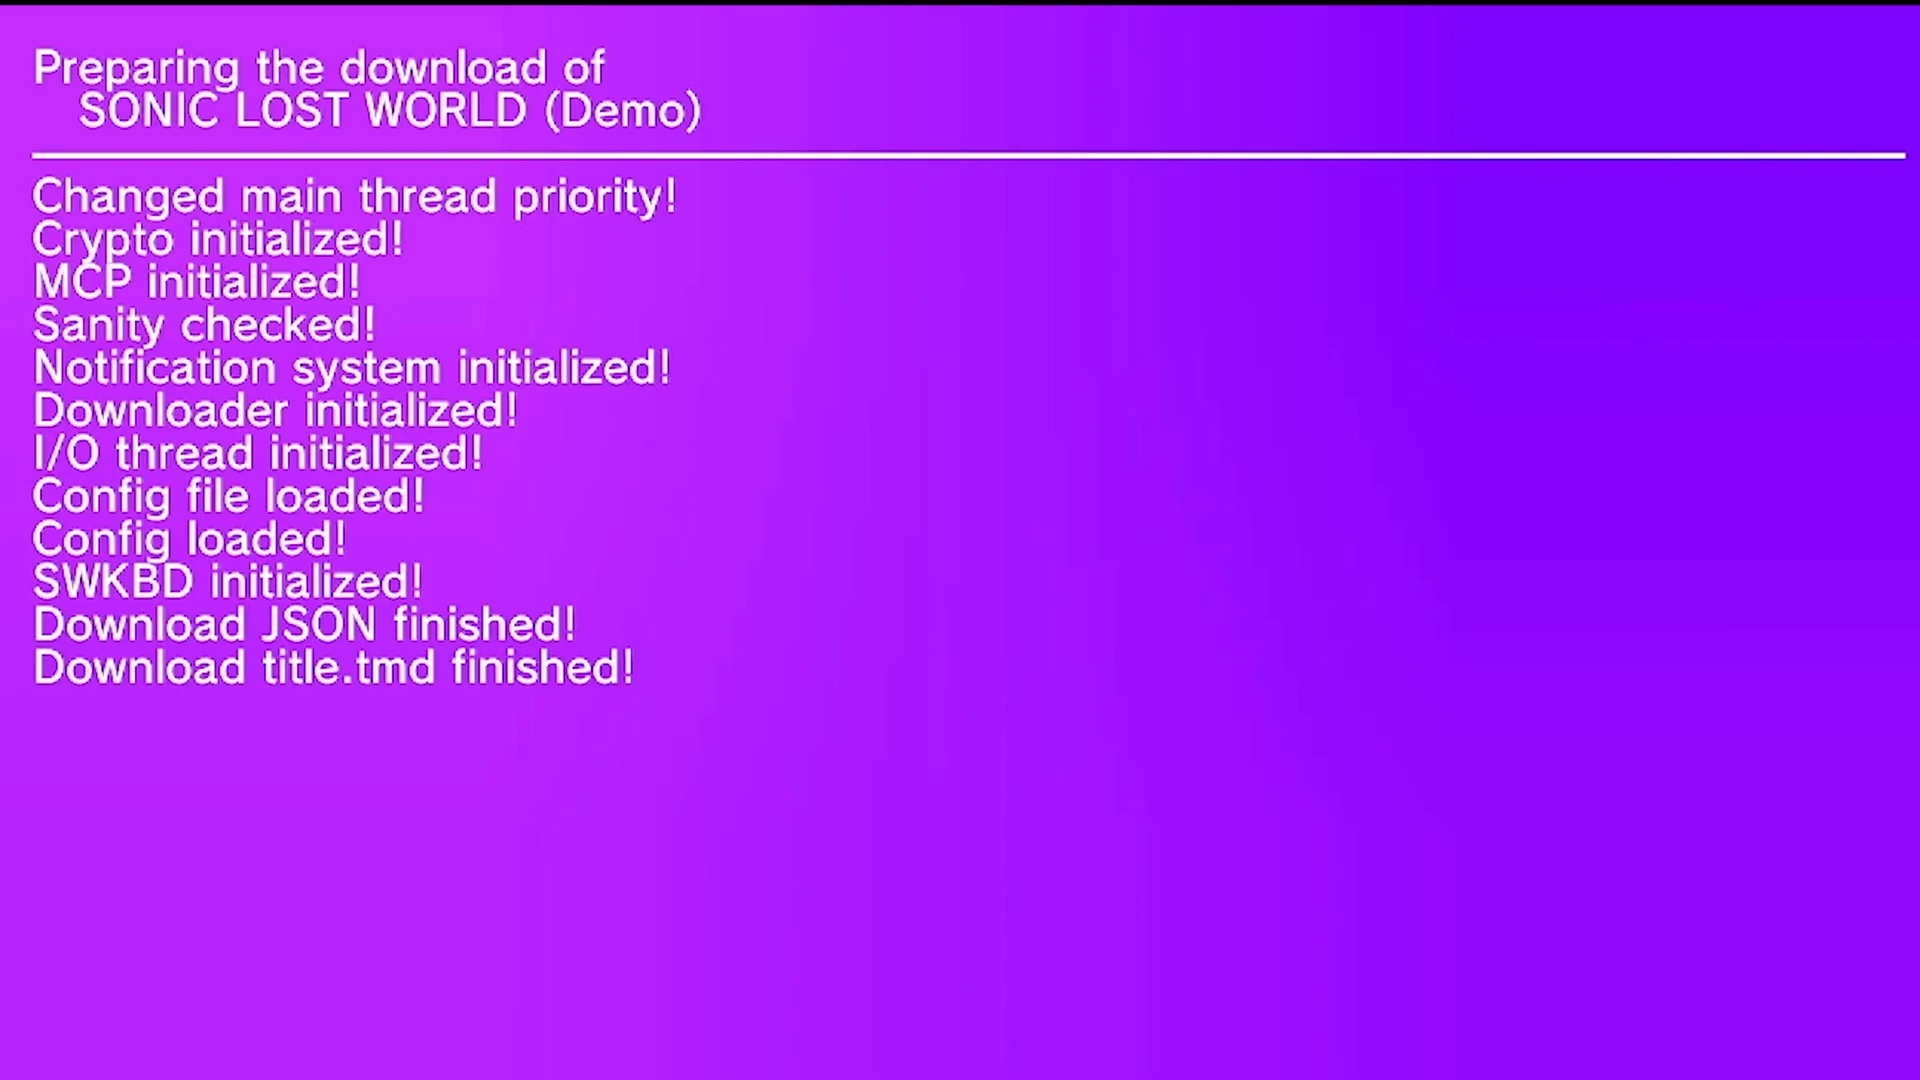 Preparing the download of
SONIC LOST WORLD (Demo)
Changed main thread priority!
Crypto initialized!
MCP initialized!
Sanity checked!
Notification system initialized!
Downloader initialized!
I/O thread initialized!
Config file loaded!
Config loaded!
SWKBD initialized!
Download JSON finished!
Download title.tmd finished!